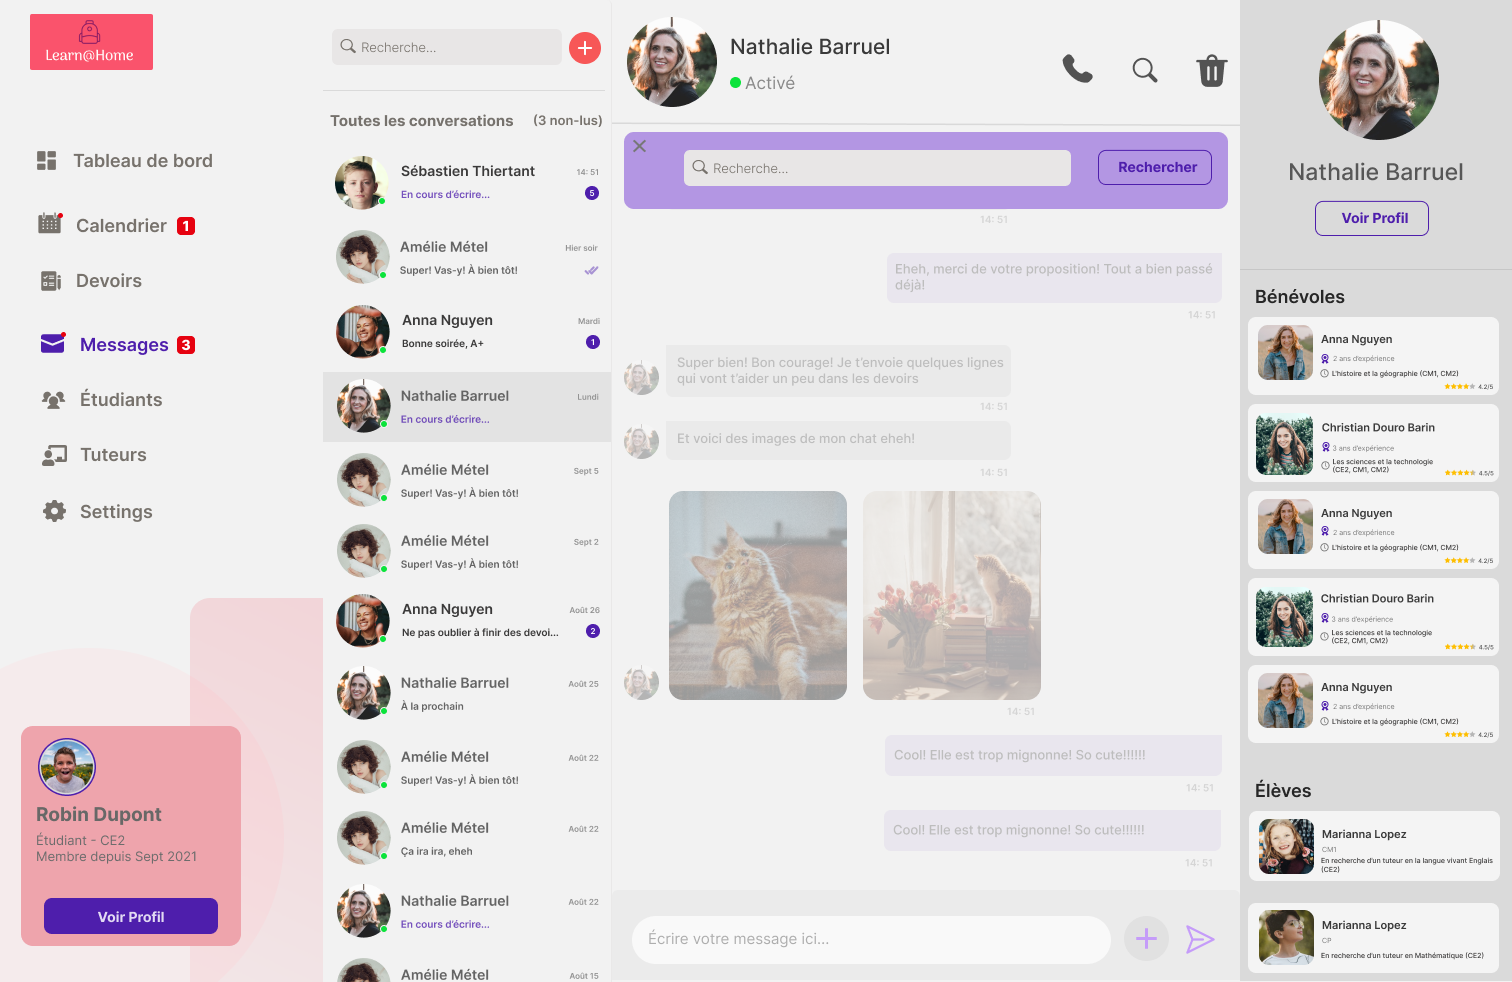 Learn@Home
Tableau de bord
Calendrier 1
Devoirs
Messages 3
Étudiants
Tuteurs
Settings
Robin Dupont
Étudiant - CE2
Membre depuis Sept 2021
Voir Profil
Recherche...
Toutes les conversations (3 non-lus)
Sébastien Thiertant 14: 51
En cours d'écrire... 5
Amélie Métel Hier soir
Super! Vas-y! À bien tôt!
Anna Nguyen Mardi
Bonne soirée, A+ 1
Nathalie Barruel Lundi
En cours d'écrire...
Amélie Métel Sept 5
Super! Vas-y! À bien tôt!
Amélie Métel Sept 2
Super! Vas-y! À bien tôt!
Anna Nguyen Août 26
Ne pas oublier à finir des devoi... 2
Nathalie Barruel Août 25
À la prochain
Amélie Métel Août 22
Super! Vas-y! À bien tôt!
Amélie Métel Août 22
Ça ira ira, eheh
Nathalie Barruel Août 22
En cours d'écrire...
Amélie Métel Août 15
Nathalie Barruel
Activé
Recherche...
Rechercher
14: 51
Eheh, merci de votre proposition! Tout a bien passé
déjà!
14: 51
Super bien! Bon courage! Je t'envoie quelques lignes
qui vont t'aider un peu dans les devoirs
14: 51
Et voici des images de mon chat eheh!
14: 51
14: 51
Cool! Elle est trop mignonne! So cute!!!!!!
14: 51
Cool! Elle est trop mignonne! So cute!!!!!!
14: 51
Écrire votre message ici...
Nathalie Barruel
Voir Profil
Bénévoles
Anna Nguyen
2 ans d'expérience
L'histoire et la géographie (CM1, CM2)
4.2/5
Christian Douro Barin
3 ans d'expérience
Les sciences et la technologie
(CE2, CM1, CM2)
4.5/5
Anna Nguyen
2 ans d'expérience
L'histoire et la géographie (CM1, CM2)
4.2/5
Christian Douro Barin
3 ans d'expérience
Les sciences et la technologie
(CE2, CM1, CM2)
4.5/5
Anna Nguyen
2 ans d'expérience
L'histoire et la géographie (CM1, CM2)
4.2/5
Élèves
Marianna Lopez
CM1
En recherche d'un tuteur en la langue vivant Englais
(CE2)
Marianna Lopez
CP
En recherche d'un tuteur en Mathématique (CE2)